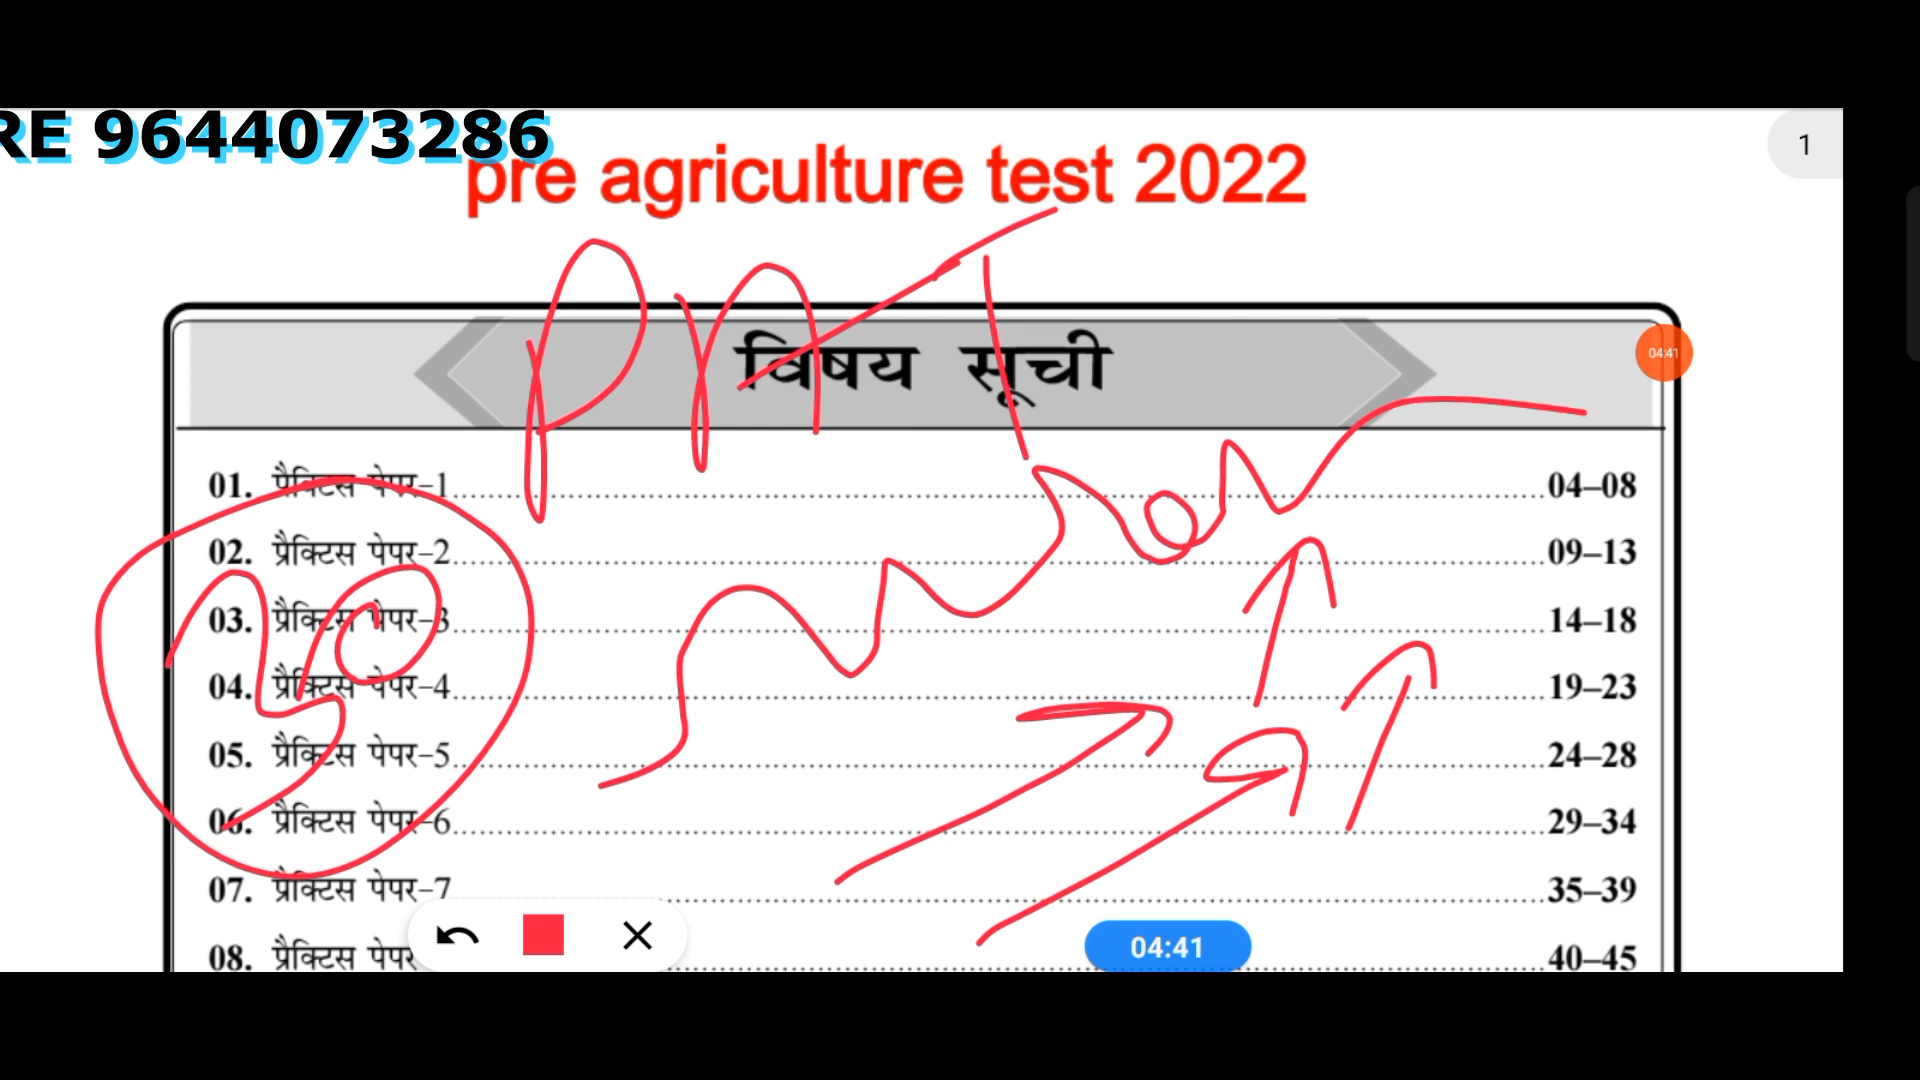 RE 9644073286
1
pre agriculture test 2022
PAT
विषय सूची
04:41
01. प्रैक्टिस पेपर–1 04–08
02. प्रैक्टिस पेपर–2 09–13
03. प्रैक्टिस पेपर–3 14–18
04. प्रैक्टिस पेपर–4 19–23
05. प्रैक्टिस पेपर–5 24–28
06. प्रैक्टिस पेपर–6 29–34
07. प्रैक्टिस पेपर–7 35–39
08. प्रैक्टिस 40–45
04:41